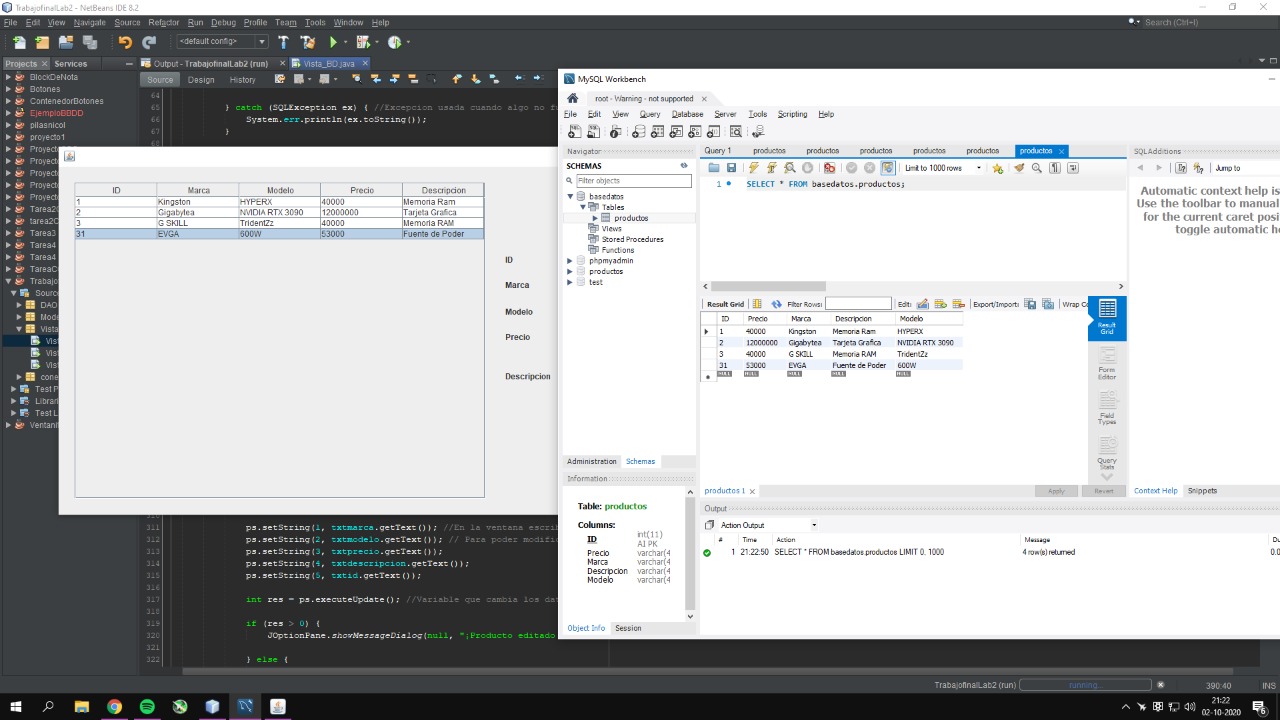 TrabajofinalLab2 - NetBeans IDE 8.2
File Edit View Navigate Source Refactor Run Debug Profile Team Tools Window Help
Search (Ctrl+I)
<default config>
Projects Services
Output - TrabajofinalLab2 (run)
Vista_BD.java
Source Design History
BlockDeNota
Botones
ContenedorBotones
EjemploBBDD
pilasnicol
proyecto1
Proyec
Proyec
Proyec
Proyec
Proyec
Tarea2
tarea2
Tarea3
Tarea4
Tarea4
TareaC
Trabajo
Source
DAO
Mode
Vista
Vist
Vist
Vist
cone
Test P
Librari
Test L
Ventani
64
65 } catch (SQLException ex) { //Excepcion usada cuando algo no fu
66 System.err.println(ex.toString());
67 }
ID Marca Modelo Precio Descripcion
1 Kingston HYPERX 40000 Memoria Ram
2 Gigabytea NVIDIA RTX 3090 12000000 Tarjeta Grafica
3 G SKILL TridentZz 40000 Memoria RAM
31 EVGA 600W 53000 Fuente de Poder
ID
Marca
Modelo
Precio
Descripcion
311 ps.setString(1, txtmarca.getText()); //En la ventana escrib
312 ps.setString(2, txtmodelo.getText()); // Para poder modific
313 ps.setString(3, txtprecio.getText());
314 ps.setString(4, txtdescripcion.getText());
315 ps.setString(5, txtid.getText());
316
317 int res = ps.executeUpdate(); //Variable que cambia los dat
318
319 if (res > 0) {
320 JOptionPane.showMessageDialog(null, "¡Producto editado
321
322 } else {
MySQL Workbench
root - Warning - not supported
File Edit View Query Database Server Tools Scripting Help
Navigator
SCHEMAS
Filter objects
basedatos
Tables
productos
Views
Stored Procedures
Functions
phpmyadmin
productos
test
Administration Schemas
Information
Table: productos
Columns:
ID int(11)
AI PK
Precio varchar(4
Marca varchar(4
Descripcion varchar(4
Modelo varchar(4
Object Info Session
Query 1 productos productos productos productos productos productos
Limit to 1000 rows
1 SELECT * FROM basedatos.productos;
Result Grid Filter Rows: Edit: Export/Import: Wrap Co
ID Precio Marca Descripcion Modelo
1 40000 Kingston Memoria Ram HYPERX
2 12000000 Gigabytea Tarjeta Grafica NVIDIA RTX 3090
3 40000 G SKILL Memoria RAM TridentZz
31 53000 EVGA Fuente de Poder 600W
NULL NULL NULL NULL NULL
Result Grid
Form Editor
Field Types
Query Stats
productos 1
Apply Revert
SQLAdditions
Jump to
Automatic context help is
Use the toolbar to manual
for the current caret posi
toggle automatic he
Context Help Snippets
Output
Action Output
# Time Action Message Du
1 21:22:50 SELECT * FROM basedatos.productos LIMIT 0, 1000 4 row(s) returned 0.0
TrabajofinalLab2 (run) running... 390:40 INS
21:22
02-10-2020
6